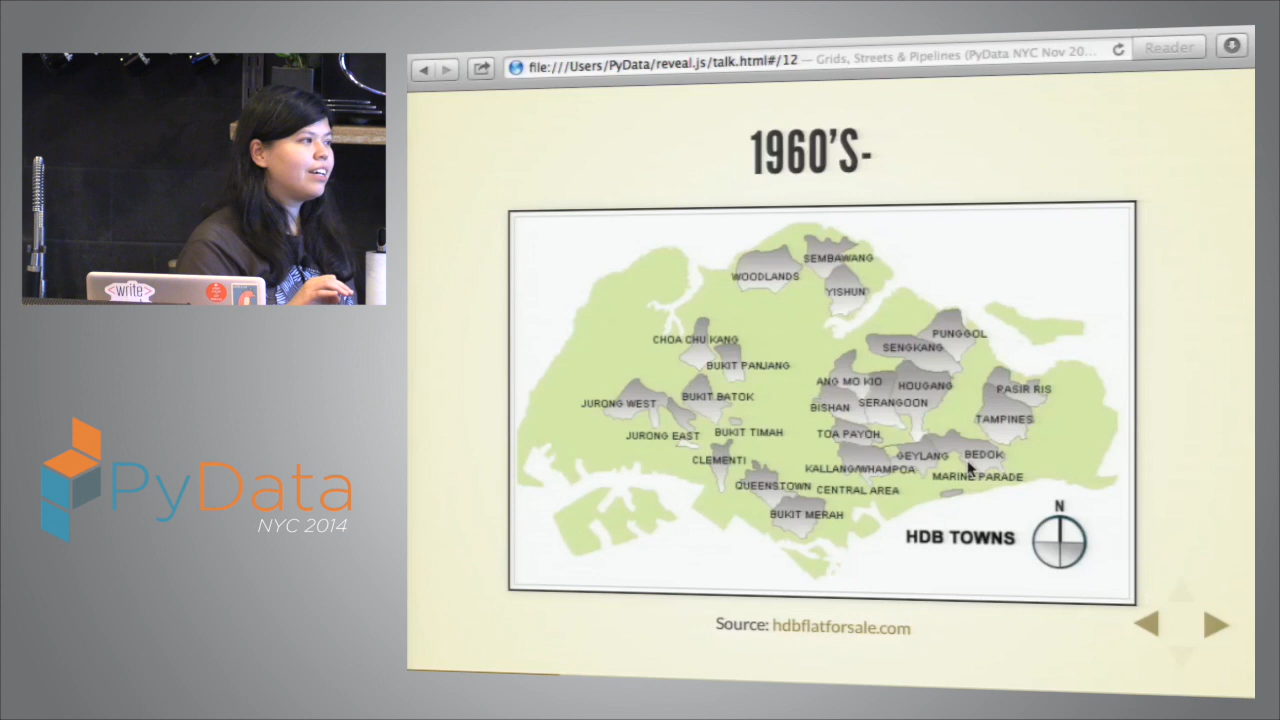 file:///Users/PyData/reveal.js/talk.html#/12 — Grids, Streets & Pipelines (PyData NYC Nov 20...
Reader
1960'S-
SEMBAWANG
WOODLANDS
YISHUN
PUNGGOL
CHOA CHU KANG
SENGKANG
BUKIT PANJANG
ANG MO KIO
HOUGANG
PASIR RIS
JURONG WEST
BUKIT BATOK
BISHAN
SERANGOON
TAMPINES
JURONG EAST
BUKIT TIMAH
TOA PAYOH
CLEMENTI
GEYLANG
BEDOK
KALLANG/WHAMPOA
MARINE PARADE
QUEENSTOWN
CENTRAL AREA
BUKIT MERAH
N
HDB TOWNS
Source: hdbflatforsale.com
<write>
PyData
NYC 2014